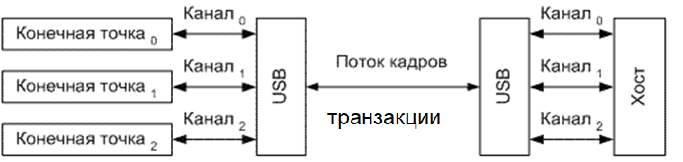 Конечная точка 0
Канал 0
Конечная точка 1
Канал 1
Конечная точка 2
Канал 2
USB
Поток кадров
транзакции
USB
Канал 0
Канал 1
Канал 2
Хост